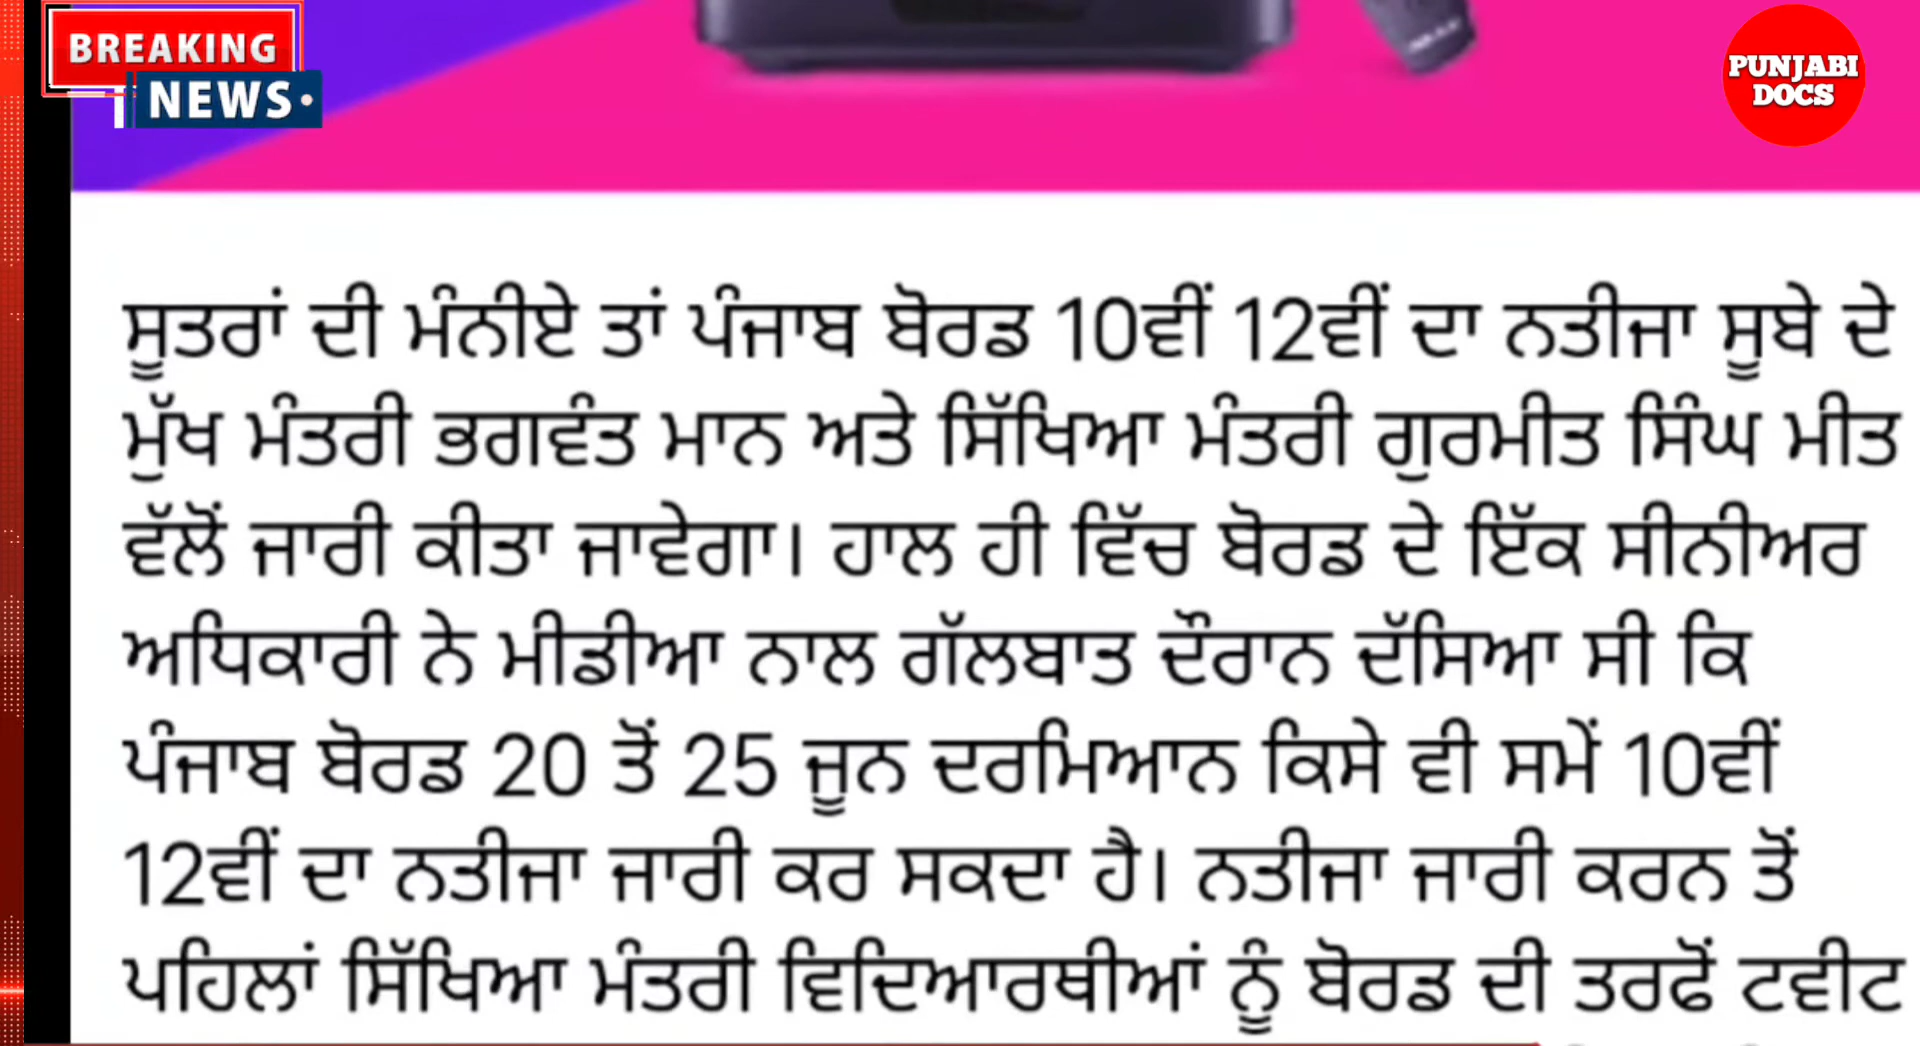 BREAKING
NEWS
PUNJABI
DOCS
ਸੂਤਰਾਂ ਦੀ ਮੰਨੀਏ ਤਾਂ ਪੰਜਾਬ ਬੋਰਡ 10ਵੀਂ 12ਵੀਂ ਦਾ ਨਤੀਜਾ ਸੂਬੇ ਦੇ
ਮੁੱਖ ਮੰਤਰੀ ਭਗਵੰਤ ਮਾਨ ਅਤੇ ਸਿੱਖਿਆ ਮੰਤਰੀ ਗੁਰਮੀਤ ਸਿੰਘ ਮੀਤ
ਵੱਲੋਂ ਜਾਰੀ ਕੀਤਾ ਜਾਵੇਗਾ। ਹਾਲ ਹੀ ਵਿੱਚ ਬੋਰਡ ਦੇ ਇੱਕ ਸੀਨੀਅਰ
ਅਧਿਕਾਰੀ ਨੇ ਮੀਡੀਆ ਨਾਲ ਗੱਲਬਾਤ ਦੌਰਾਨ ਦੱਸਿਆ ਸੀ ਕਿ
ਪੰਜਾਬ ਬੋਰਡ 20 ਤੋਂ 25 ਜੂਨ ਦਰਮਿਆਨ ਕਿਸੇ ਵੀ ਸਮੇਂ 10ਵੀਂ
12ਵੀਂ ਦਾ ਨਤੀਜਾ ਜਾਰੀ ਕਰ ਸਕਦਾ ਹੈ। ਨਤੀਜਾ ਜਾਰੀ ਕਰਨ ਤੋਂ
ਪਹਿਲਾਂ ਸਿੱਖਿਆ ਮੰਤਰੀ ਵਿਦਿਆਰਥੀਆਂ ਨੂੰ ਬੋਰਡ ਦੀ ਤਰਫੋਂ ਟਵੀਟ